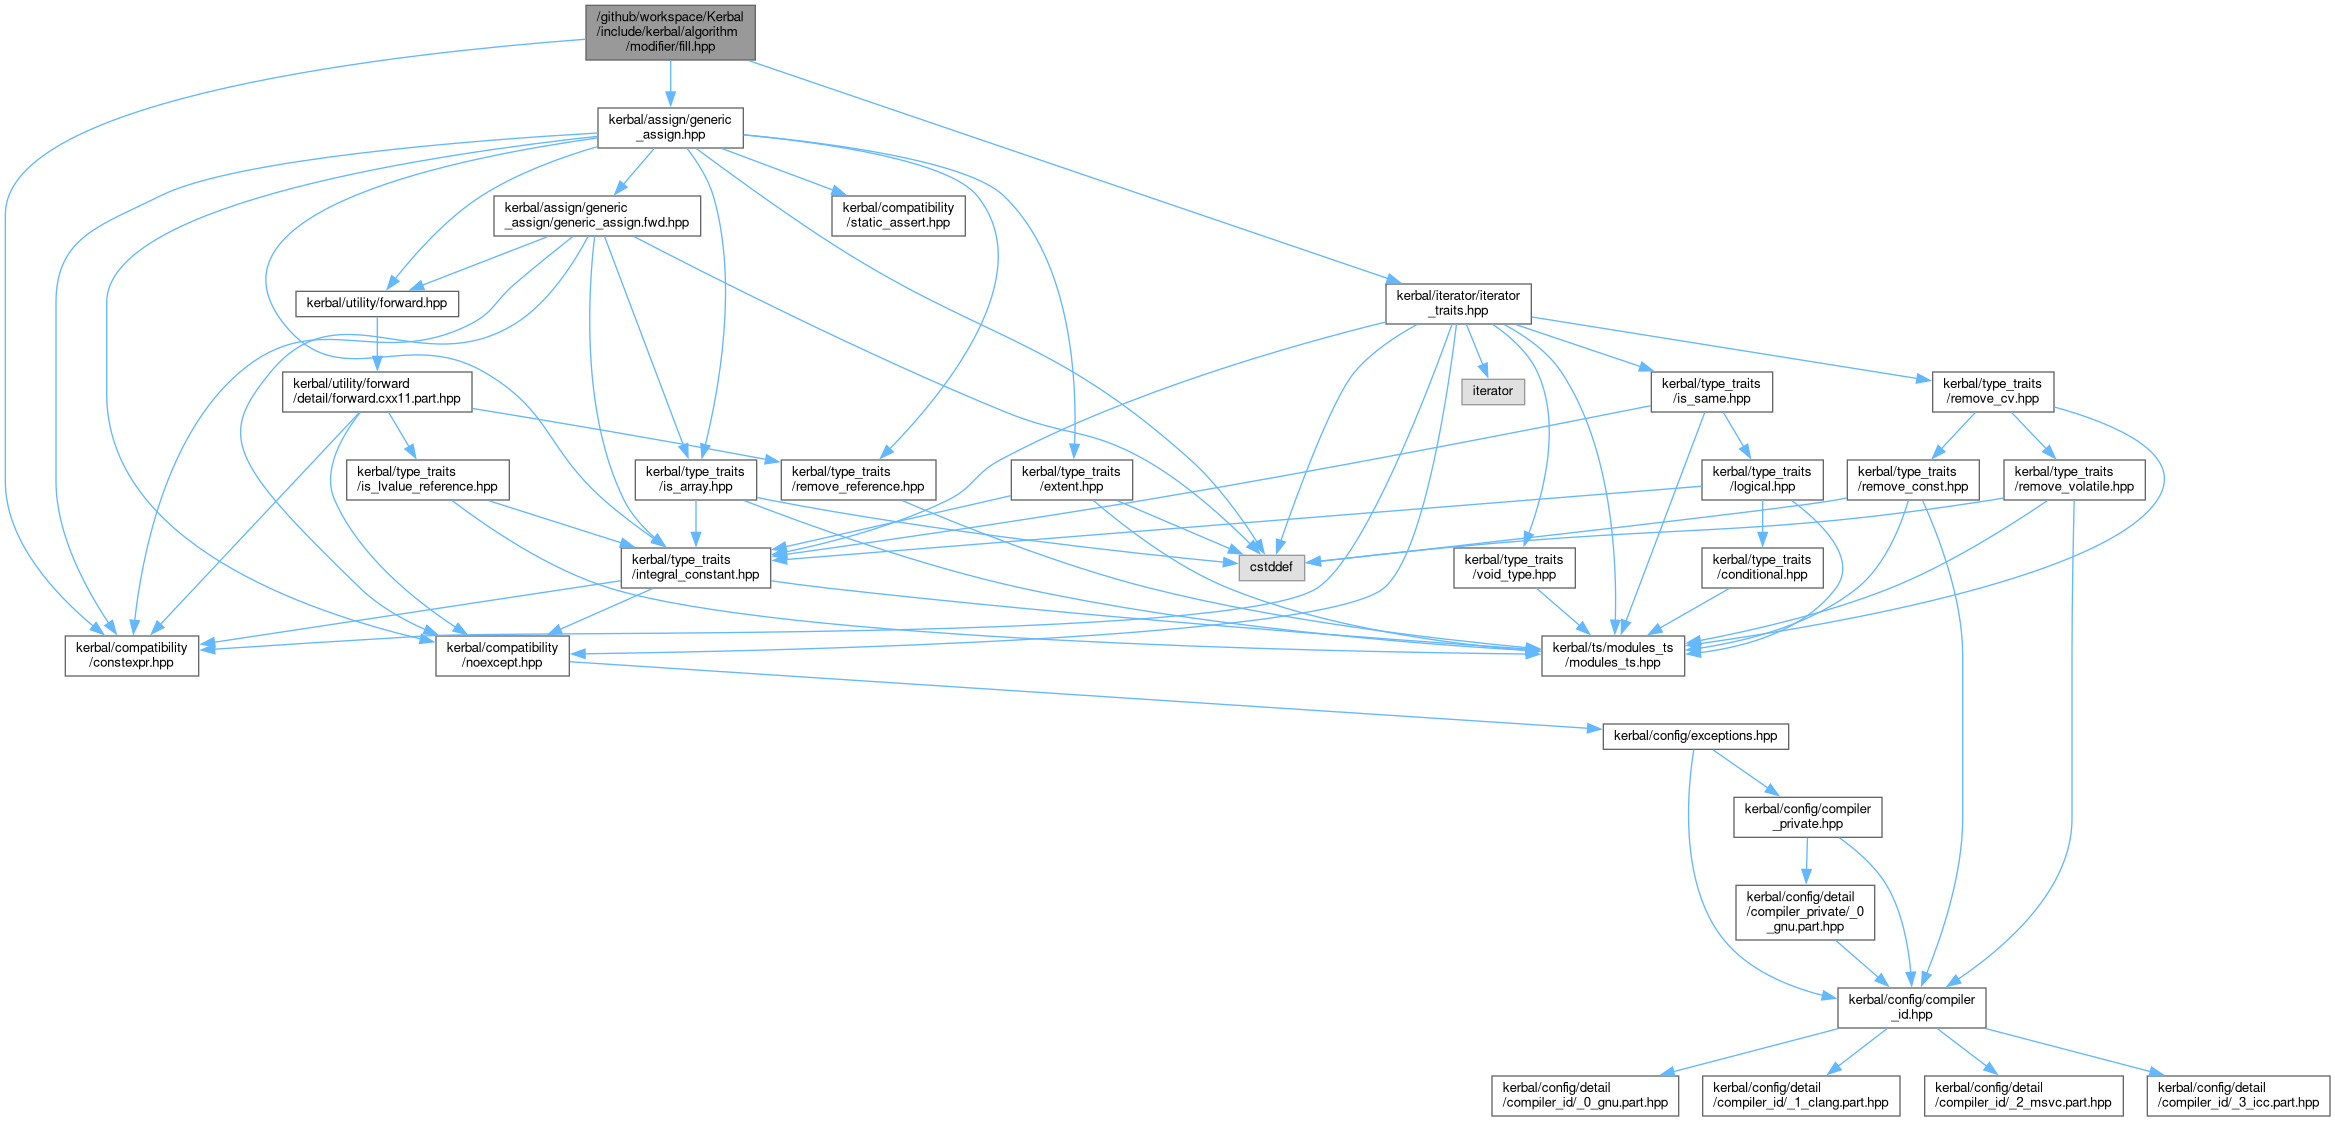 /github/workspace/Kerbal
/include/kerbal/algorithm
/modifier/fill.hpp
kerbal/assign/generic
_assign.hpp
kerbal/assign/generic
_assign/generic_assign.fwd.hpp
kerbal/compatibility
/static_assert.hpp
kerbal/utility/forward.hpp
kerbal/iterator/iterator
_traits.hpp
kerbal/utility/forward
/detail/forward.cxx11.part.hpp
iterator
kerbal/type_traits
/is_same.hpp
kerbal/type_traits
/remove_cv.hpp
kerbal/type_traits
/is_lvalue_reference.hpp
kerbal/type_traits
/is_array.hpp
kerbal/type_traits
/remove_reference.hpp
kerbal/type_traits
/extent.hpp
kerbal/type_traits
/logical.hpp
kerbal/type_traits
/remove_const.hpp
kerbal/type_traits
/remove_volatile.hpp
kerbal/type_traits
/integral_constant.hpp
cstddef
kerbal/type_traits
/void_type.hpp
kerbal/type_traits
/conditional.hpp
kerbal/compatibility
/constexpr.hpp
kerbal/compatibility
/noexcept.hpp
kerbal/ts/modules_ts
/modules_ts.hpp
kerbal/config/exceptions.hpp
kerbal/config/compiler
_private.hpp
kerbal/config/detail
/compiler_private/_0
_gnu.part.hpp
kerbal/config/compiler
_id.hpp
kerbal/config/detail
/compiler_id/_0_gnu.part.hpp
kerbal/config/detail
/compiler_id/_1_clang.part.hpp
kerbal/config/detail
/compiler_id/_2_msvc.part.hpp
kerbal/config/detail
/compiler_id/_3_icc.part.hpp